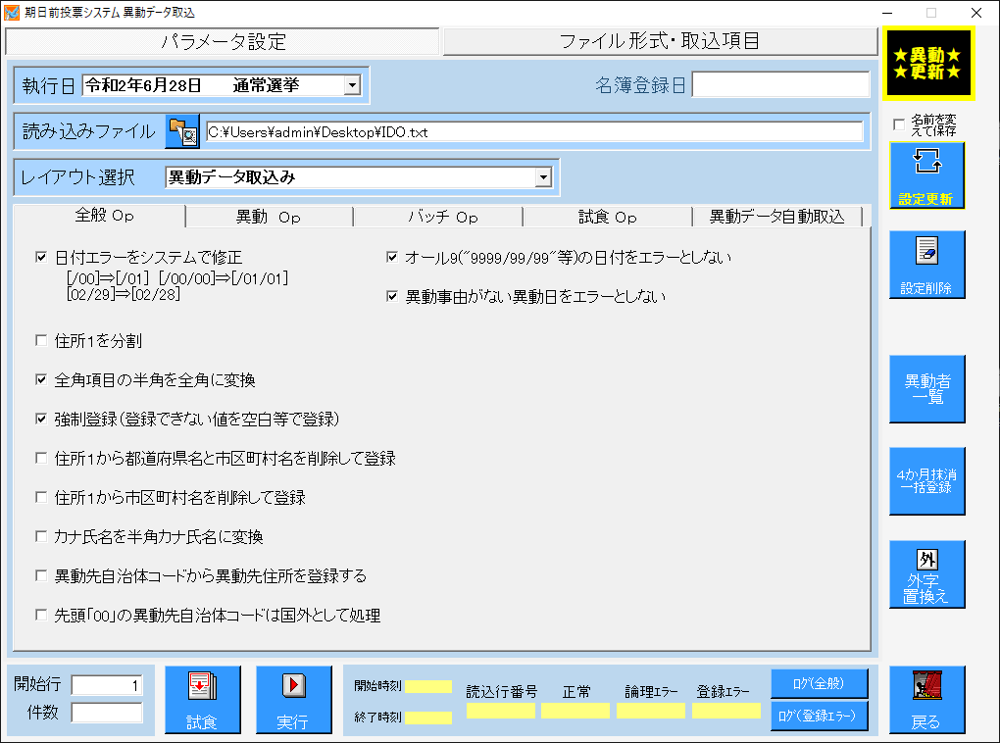 期日前投票システム 異動データ取込
パラメータ設定
ファイル形式・取込項目
★異動★
★更新★
執行日
令和2年6月28日 通常選挙
名簿登録日
名前を変
えて保存
読み込みファイル
C:¥Users¥admin¥Desktop¥IDO.txt
設定更新
レイアウト選択
異動データ取込み
全般 Op
異動 Op
バッチ Op
試食 Op
異動データ自動取込
日付エラーをシステムで修正
[/00]⇒[/01] [/00/00]⇒[/01/01]
[02/29]⇒[02/28]
オール9("9999/99/99"等)の日付をエラーとしない
異動事由がない異動日をエラーとしない
設定削除
住所1を分割
全角項目の半角を全角に変換
強制登録(登録できない値を空白等で登録)
住所1から都道府県名と市区町村名を削除して登録
住所1から市区町村名を削除して登録
カナ氏名を半角カナ氏名に変換
異動先自治体コードから異動先住所を登録する
先頭「00」の異動先自治体コードは国外として処理
異動者
一覧
4か月抹消
一括登録
外
外字
置換え
開始行
1
件数
試食
実行
開始時刻
終了時刻
読込行番号
正常
論理エラー
登録エラー
ログ(全般)
ログ(登録エラー)
戻る